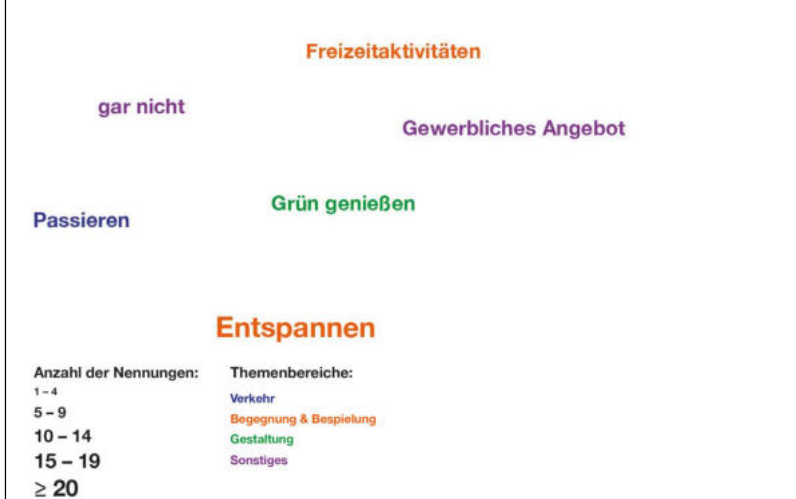 Freizeitaktivitäten
gar nicht
Gewerbliches Angebot
Grün genießen
Passieren
Entspannen
Anzahl der Nennungen:
1 – 4
5 – 9
10 – 14
15 – 19
≥ 20
Themenbereiche:
Verkehr
Begegnung & Bespielung
Gestaltung
Sonstiges